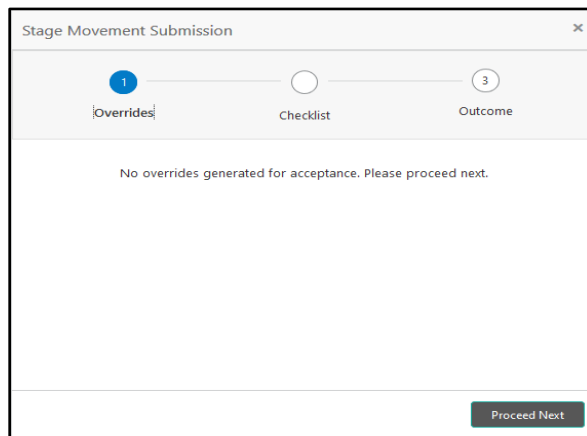 Stage Movement Submission ×
1
3
Overrides
Checklist
Outcome
No overrides generated for acceptance. Please proceed next.
Proceed Next